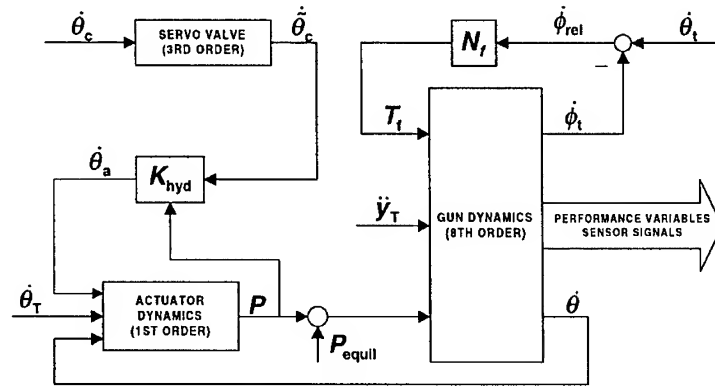 θ̇c
SERVO VALVE
(3RD ORDER)
θ̃̇c
Nf
ϕ̇rel
θ̇t
−
Tf
ϕ̇t
θ̇a
Khyd
ÿT
GUN DYNAMICS
(8TH ORDER)
PERFORMANCE VARIABLES
SENSOR SIGNALS
θ̇T
ACTUATOR
DYNAMICS
(1ST ORDER)
P
Pequil
θ̇